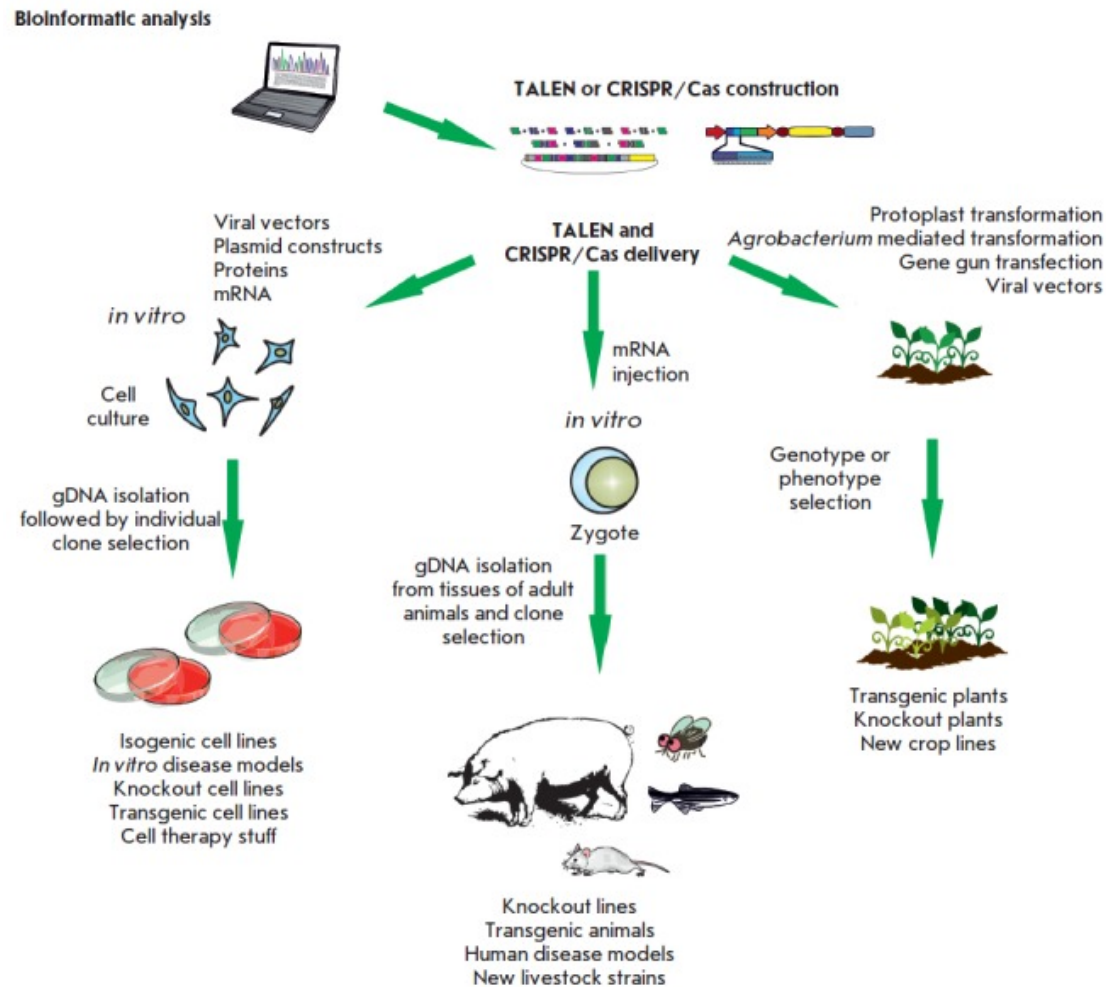 Bioinformatic analysis
TALEN or CRISPR/Cas construction
Viral vectors
Plasmid constructs
Proteins
mRNA
in vitro
Cell
culture
TALEN and
CRISPR/Cas delivery
Protoplast transformation
Agrobacterium mediated transformation
Gene gun transfection
Viral vectors
mRNA
injection
in vitro
Zygote
gDNA isolation
followed by individual
clone selection
gDNA isolation
from tissues of adult
animals and clone
selection
Genotype or
phenotype
selection
Isogenic cell lines
In vitro disease models
Knockout cell lines
Transgenic cell lines
Cell therapy stuff
Knockout lines
Transgenic animals
Human disease models
New livestock strains
Transgenic plants
Knockout plants
New crop lines